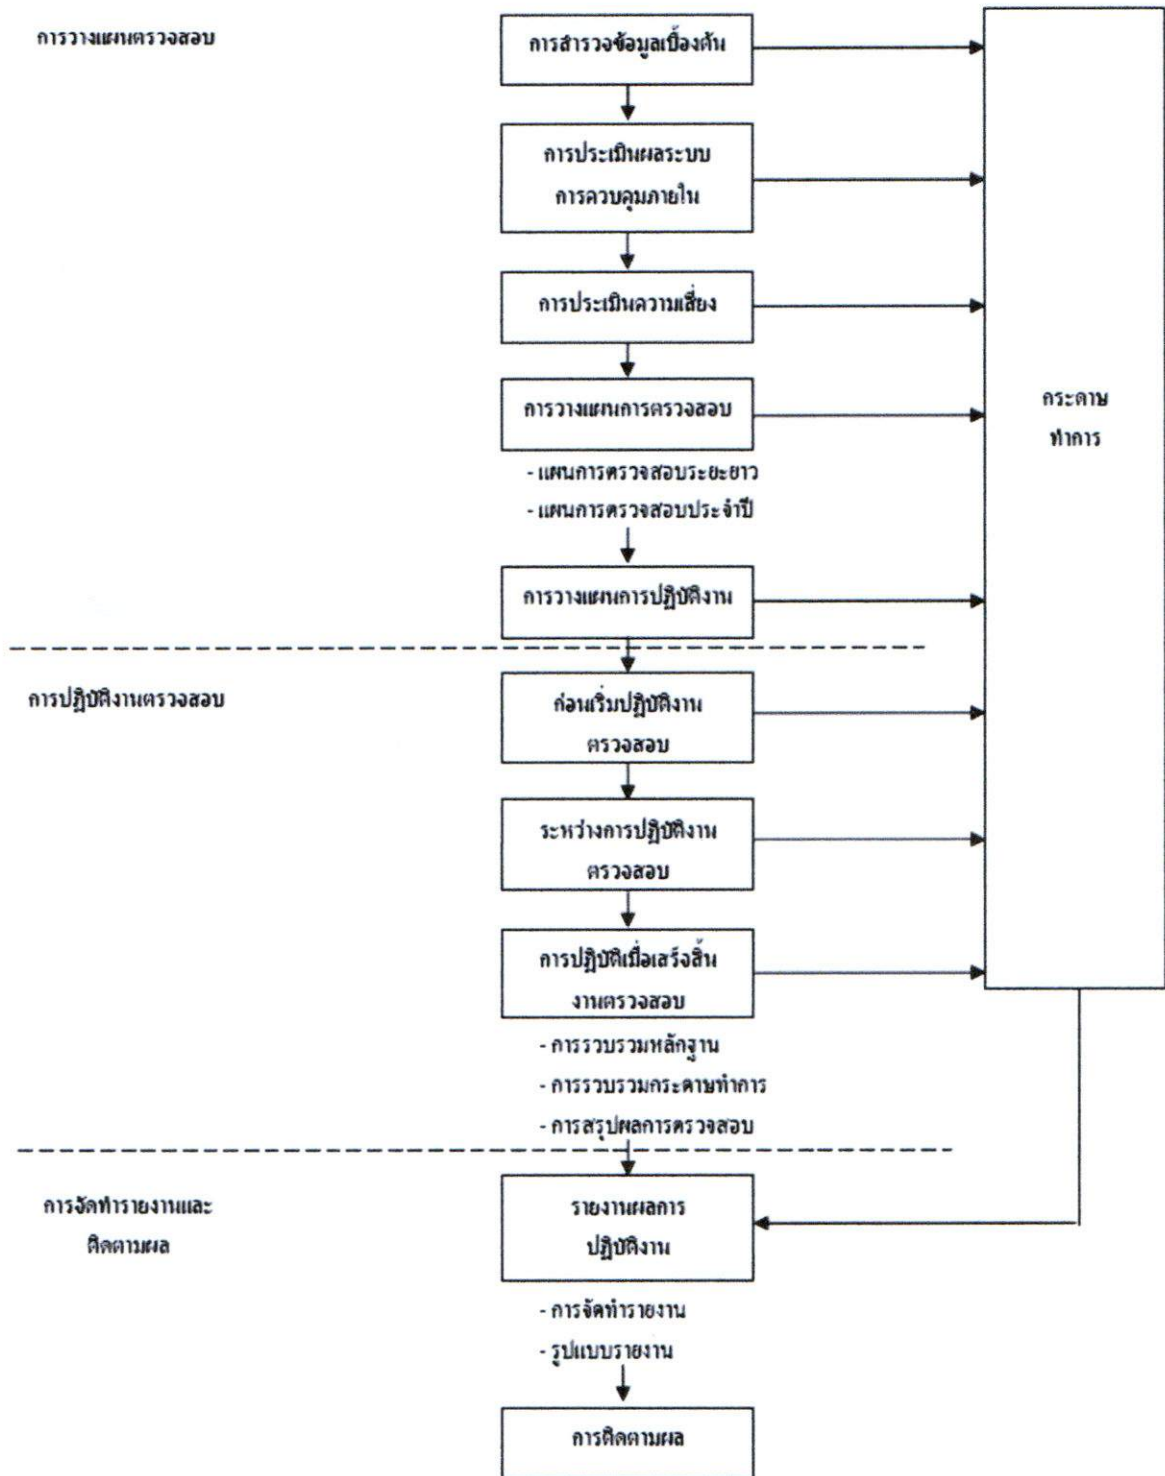 การวางแผนตรวจสอบ
การสำรวจข้อมูลเบื้องต้น
การประเมินผลระบบ
การควบคุมภายใน
การประเมินความเสี่ยง
การวางแผนการตรวจสอบ
- แผนการตรวจสอบระยะยาว
- แผนการตรวจสอบประจำปี
การวางแผนการปฏิบัติงาน
กระดาษ
ทำการ
การปฏิบัติงานตรวจสอบ
ก่อนเริ่มปฏิบัติงาน
ตรวจสอบ
ระหว่างการปฏิบัติงาน
ตรวจสอบ
การปฏิบัติเมื่อเสร็จสิ้น
งานตรวจสอบ
- การรวบรวมหลักฐาน
- การรวบรวมกระดาษทำการ
- การสรุปผลการตรวจสอบ
การจัดทำรายงานและ
ติดตามผล
รายงานผลการ
ปฏิบัติงาน
- การจัดทำรายงาน
- รูปแบบรายงาน
การติดตามผล